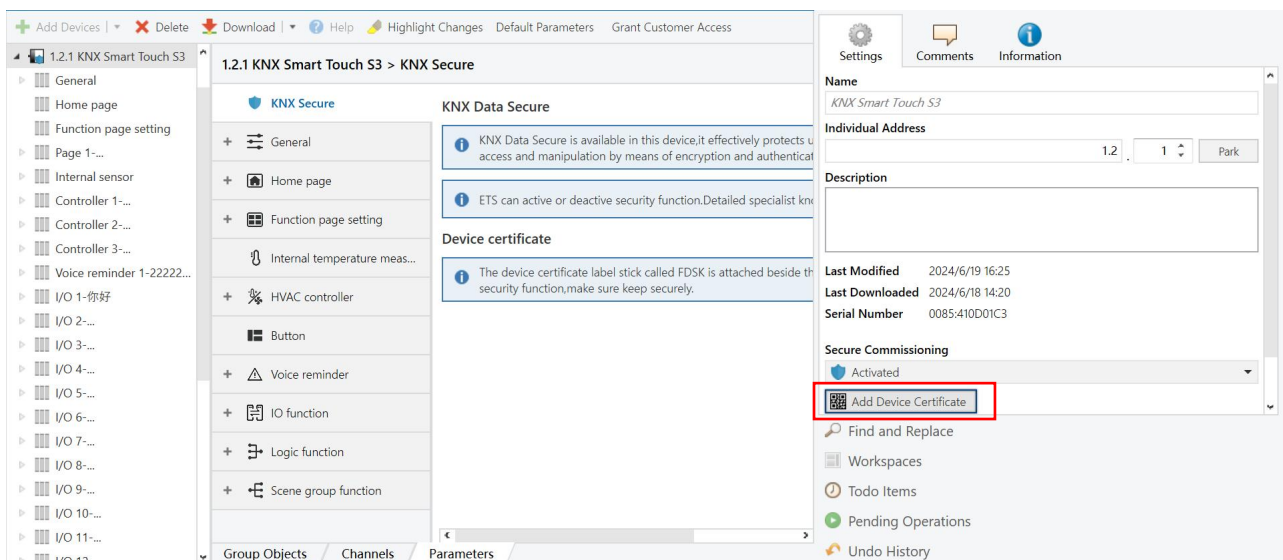 Add Devices
Delete
Download
Help
Highlight Changes
Default Parameters
Grant Customer Access
1.2.1 KNX Smart Touch S3
General
Home page
Function page setting
Page 1-...
Internal sensor
Controller 1-...
Controller 2-...
Controller 3-...
Voice reminder 1-22222...
I/O 1-你好
I/O 2-...
I/O 3-...
I/O 4-...
I/O 5-...
I/O 6-...
I/O 7-...
I/O 8-...
I/O 9-...
I/O 10-...
I/O 11-...
1.2.1 KNX Smart Touch S3 > KNX Secure
KNX Secure
+ General
+ Home page
+ Function page setting
Internal temperature meas...
+ HVAC controller
Button
+ Voice reminder
+ IO function
+ Logic function
+ Scene group function
KNX Data Secure
KNX Data Secure is available in this device,it effectively protects
access and manipulation by means of encryption and
ETS can active or deactive security function.Detailed specialist
Device certificate
The device certificate label stick called FDSK is attached beside
security function,make sure keep securely.
Group Objects
Channels
Parameters
Settings
Comments
Information
Name
KNX Smart Touch S3
Individual Address
1.2 . 1
Park
Description
Last Modified 2024/6/19 16:25
Last Downloaded 2024/6/18 14:20
Serial Number 0085:410D01C3
Secure Commissioning
Activated
Add Device Certificate
Find and Replace
Workspaces
Todo Items
Pending Operations
Undo History